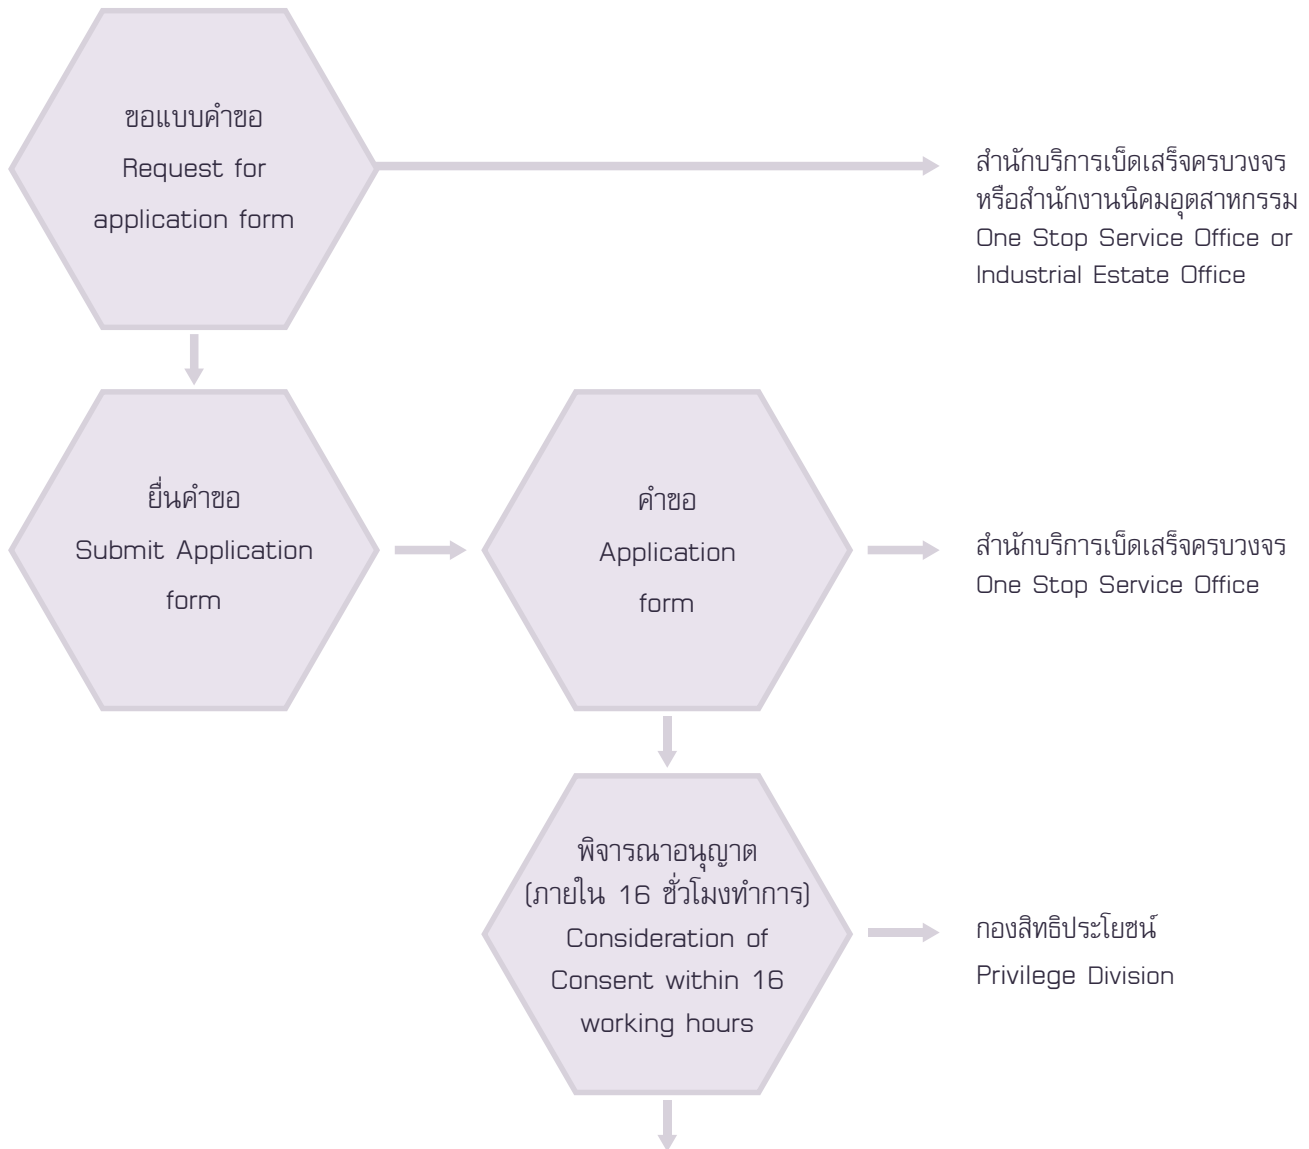 ขอแบบคำขอ
Request for
application form
สำนักบริการเบ็ดเสร็จครบวงจร
หรือสำนักงานนิคมอุตสาหกรรม
One Stop Service Office or
Industrial Estate Office
ยื่นคำขอ
Submit Application
form
คำขอ
Application
form
สำนักบริการเบ็ดเสร็จครบวงจร
One Stop Service Office
พิจารณาอนุญาต
(ภายใน 16 ชั่วโมงทำการ)
Consideration of
Consent within 16
working hours
กองสิทธิประโยชน์
Privilege Division